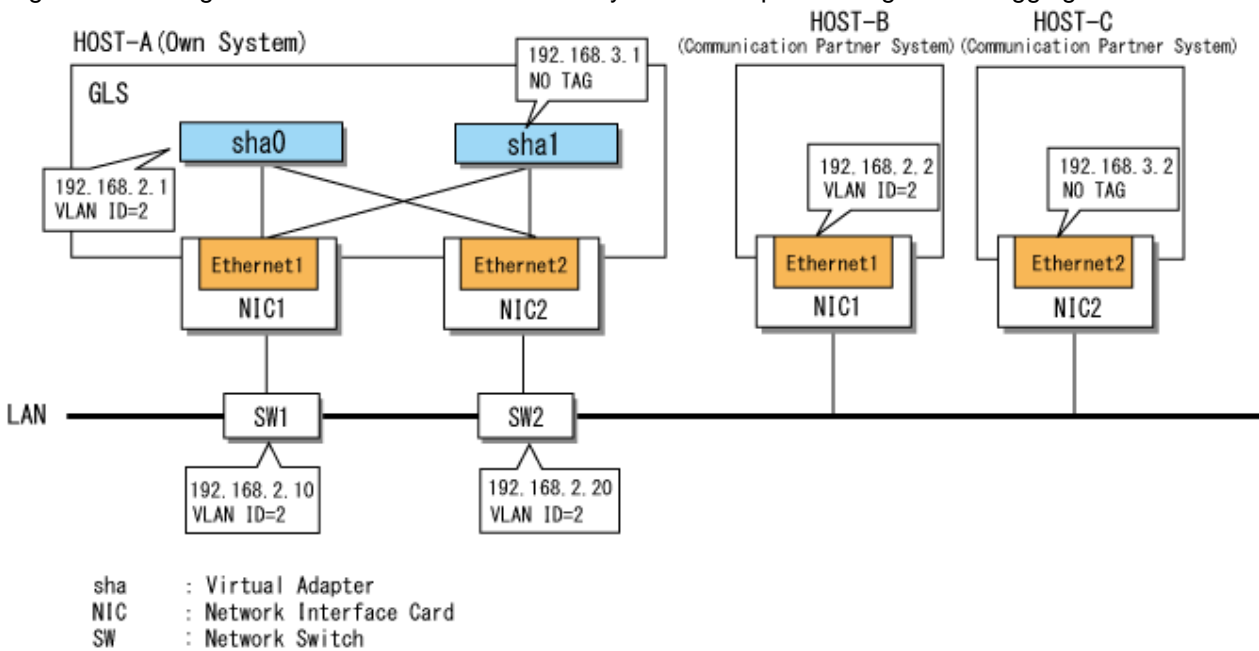 HOST-B
HOST-C
(Communication Partner System)
(Communication Partner System)
HOST-A(Own System)
192.168.3.1
NO TAG
GLS
sha0
sha1
192.168.2.1
VLAN ID=2
192.168.2.2
VLAN ID=2
192.168.3.2
NO TAG
Ethernet1
Ethernet2
Ethernet1
Ethernet2
NIC1
NIC2
NIC1
NIC2
LAN
SW1
SW2
192.168.2.10
VLAN ID=2
192.168.2.20
VLAN ID=2
sha : Virtual Adapter
NIC : Network Interface Card
SW : Network Switch